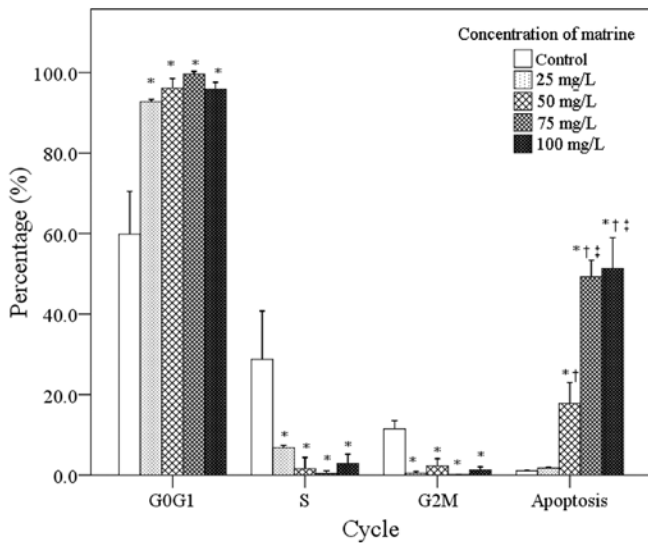 Concentration of matrine
Control
25 mg/L
50 mg/L
75 mg/L
100 mg/L
Percentage (%)
100.0
80.0
60.0
40.0
20.0
0.0
* * * *
* * * *
* * * *
*† *†‡ *†‡
G0G1 S G2M Apoptosis
Cycle